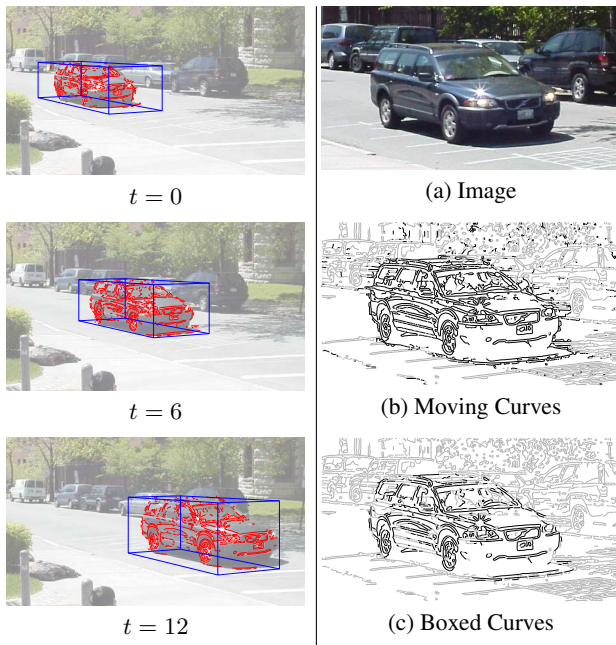 t = 0
t = 6
t = 12
(a) Image
(b) Moving Curves
(c) Boxed Curves